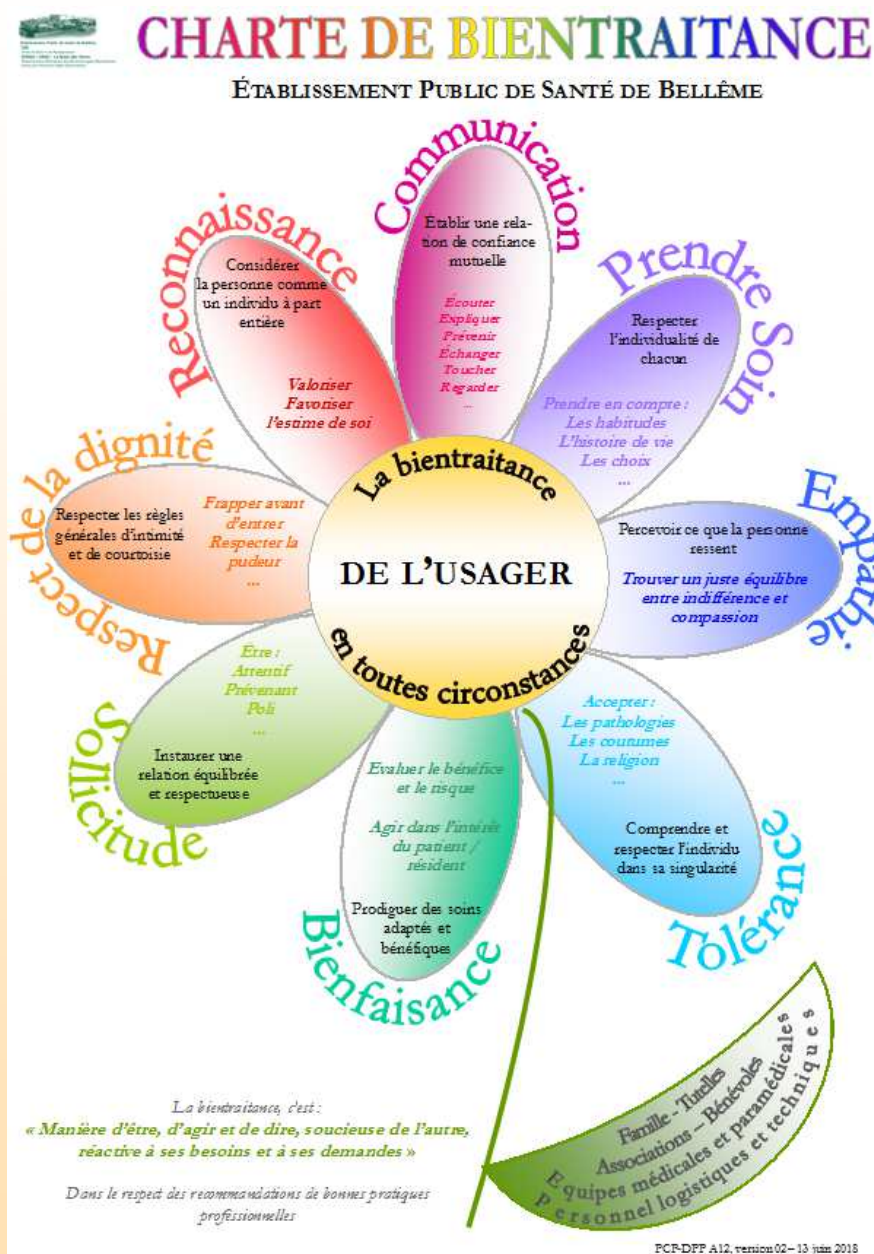 CHARTE DE BIENTRAITANCE
ÉTABLISSEMENT PUBLIC DE SANTÉ DE BELLÊME
Communication
Établir une rela-
tion de confiance
mutuelle
Écouter
Expliquer
Prévenir
Échanger
Toucher
Regarder
...
Prendre Soin
Respecter
l'individualité de
chacun
Prendre en compte :
Les habitudes
L'histoire de vie
Les choix
...
Empathie
Percevoir ce que la personne
ressent
Trouver un juste équilibre
entre indifférence et
compassion
Tolérance
Accepter :
Les pathologies
Les coutumes
La religion
...
Comprendre et
respecter l'individu
dans sa singularité
Bienfaisance
Evaluer le bénéfice
et le risque
Agir dans l'intérêt
du patient /
résident
Prodiguer des soins
adaptés et
bénéfiques
Sollicitude
Etre :
Attentif
Prévenant
Poli
...
Instaurer une
relation équilibrée
et respectueuse
Respect de la dignité
Respecter les règles
générales d'intimité
et de courtoisie
Frapper avant
d'entrer
Respecter la
pudeur
...
Reconnaissance
Considérer
la personne comme
un individu à part
entière
Valoriser
Favoriser
l'estime de soi
La bientraitance
DE L'USAGER
en toutes circonstances
Famille - Tutelles
Associations – Bénévoles
Equipes médicales et paramédicales
Personnel logistiques et techniques
La bientraitance, c'est :
« Manière d'être, d'agir et de dire, soucieuse de l'autre,
réactive à ses besoins et à ses demandes »
Dans le respect des recommandations de bonnes pratiques
professionnelles
PCP-DPP A12, version 02– 13 juin 2018